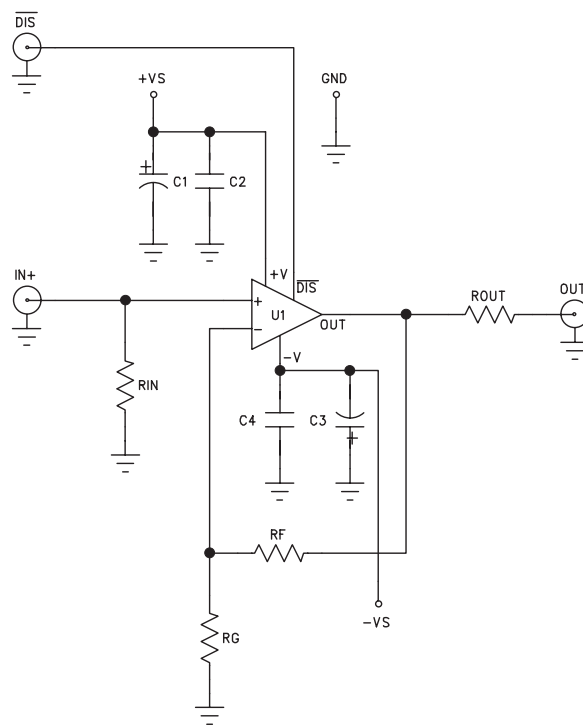 DIS
+VS
GND
+
C1
C2
IN+
+V
DIS
+
U1
−
OUT
ROUT
OUT
−V
RIN
C4
C3
+
RF
−VS
RG